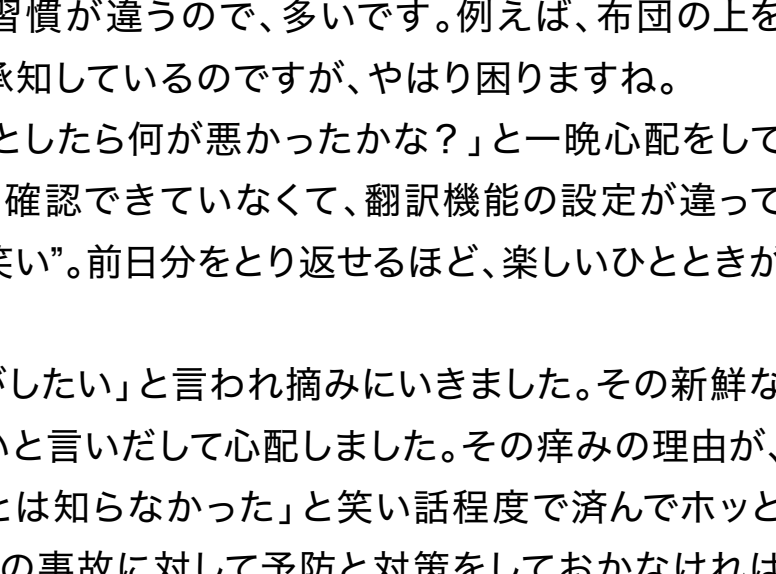 習慣が違うので、多いです。例えば、布団の上を
承知しているのですが、やはり困りますね。
としたら何が悪かったかな？」と一晩心配をして
確認できていなくて、翻訳機能の設定が違って
笑い”。前日分をとり返せるほど、楽しいひとときが
がしたい」と言われ摘みにいきました。その新鮮な
いと言いだして心配しました。その痒みの理由が、
とは知らなかった」と笑い話程度で済んでホッと
の事故に対して予防と対策をしておかなければ